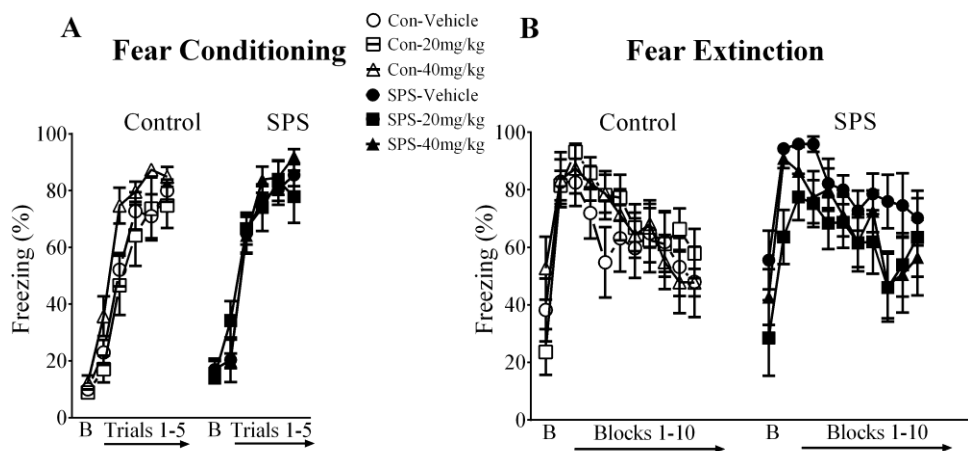 A
Fear Conditioning
Con-Vehicle
Con-20mg/kg
Con-40mg/kg
SPS-Vehicle
SPS-20mg/kg
SPS-40mg/kg
B
Fear Extinction
Control
SPS
Freezing (%)
100
80
60
40
20
0
B
Trials 1-5
B
Trials 1-5
Control
SPS
Freezing (%)
100
80
60
40
20
0
B
Blocks 1-10
B
Blocks 1-10